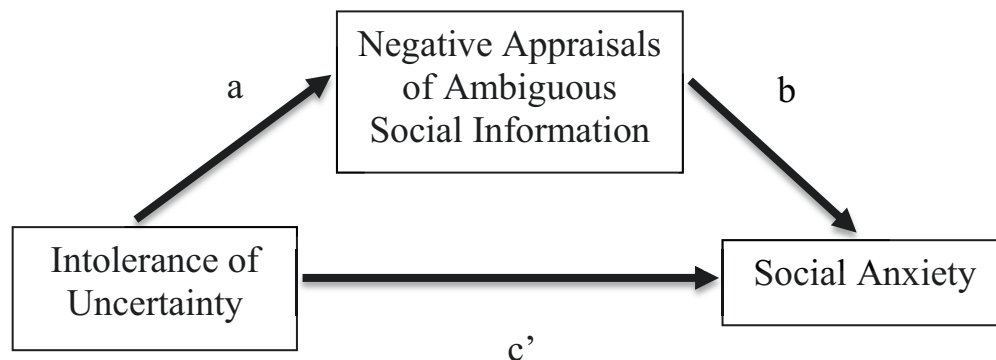 Negative Appraisals
of Ambiguous
Social Information
a
b
Intolerance of
Uncertainty
Social Anxiety
c’